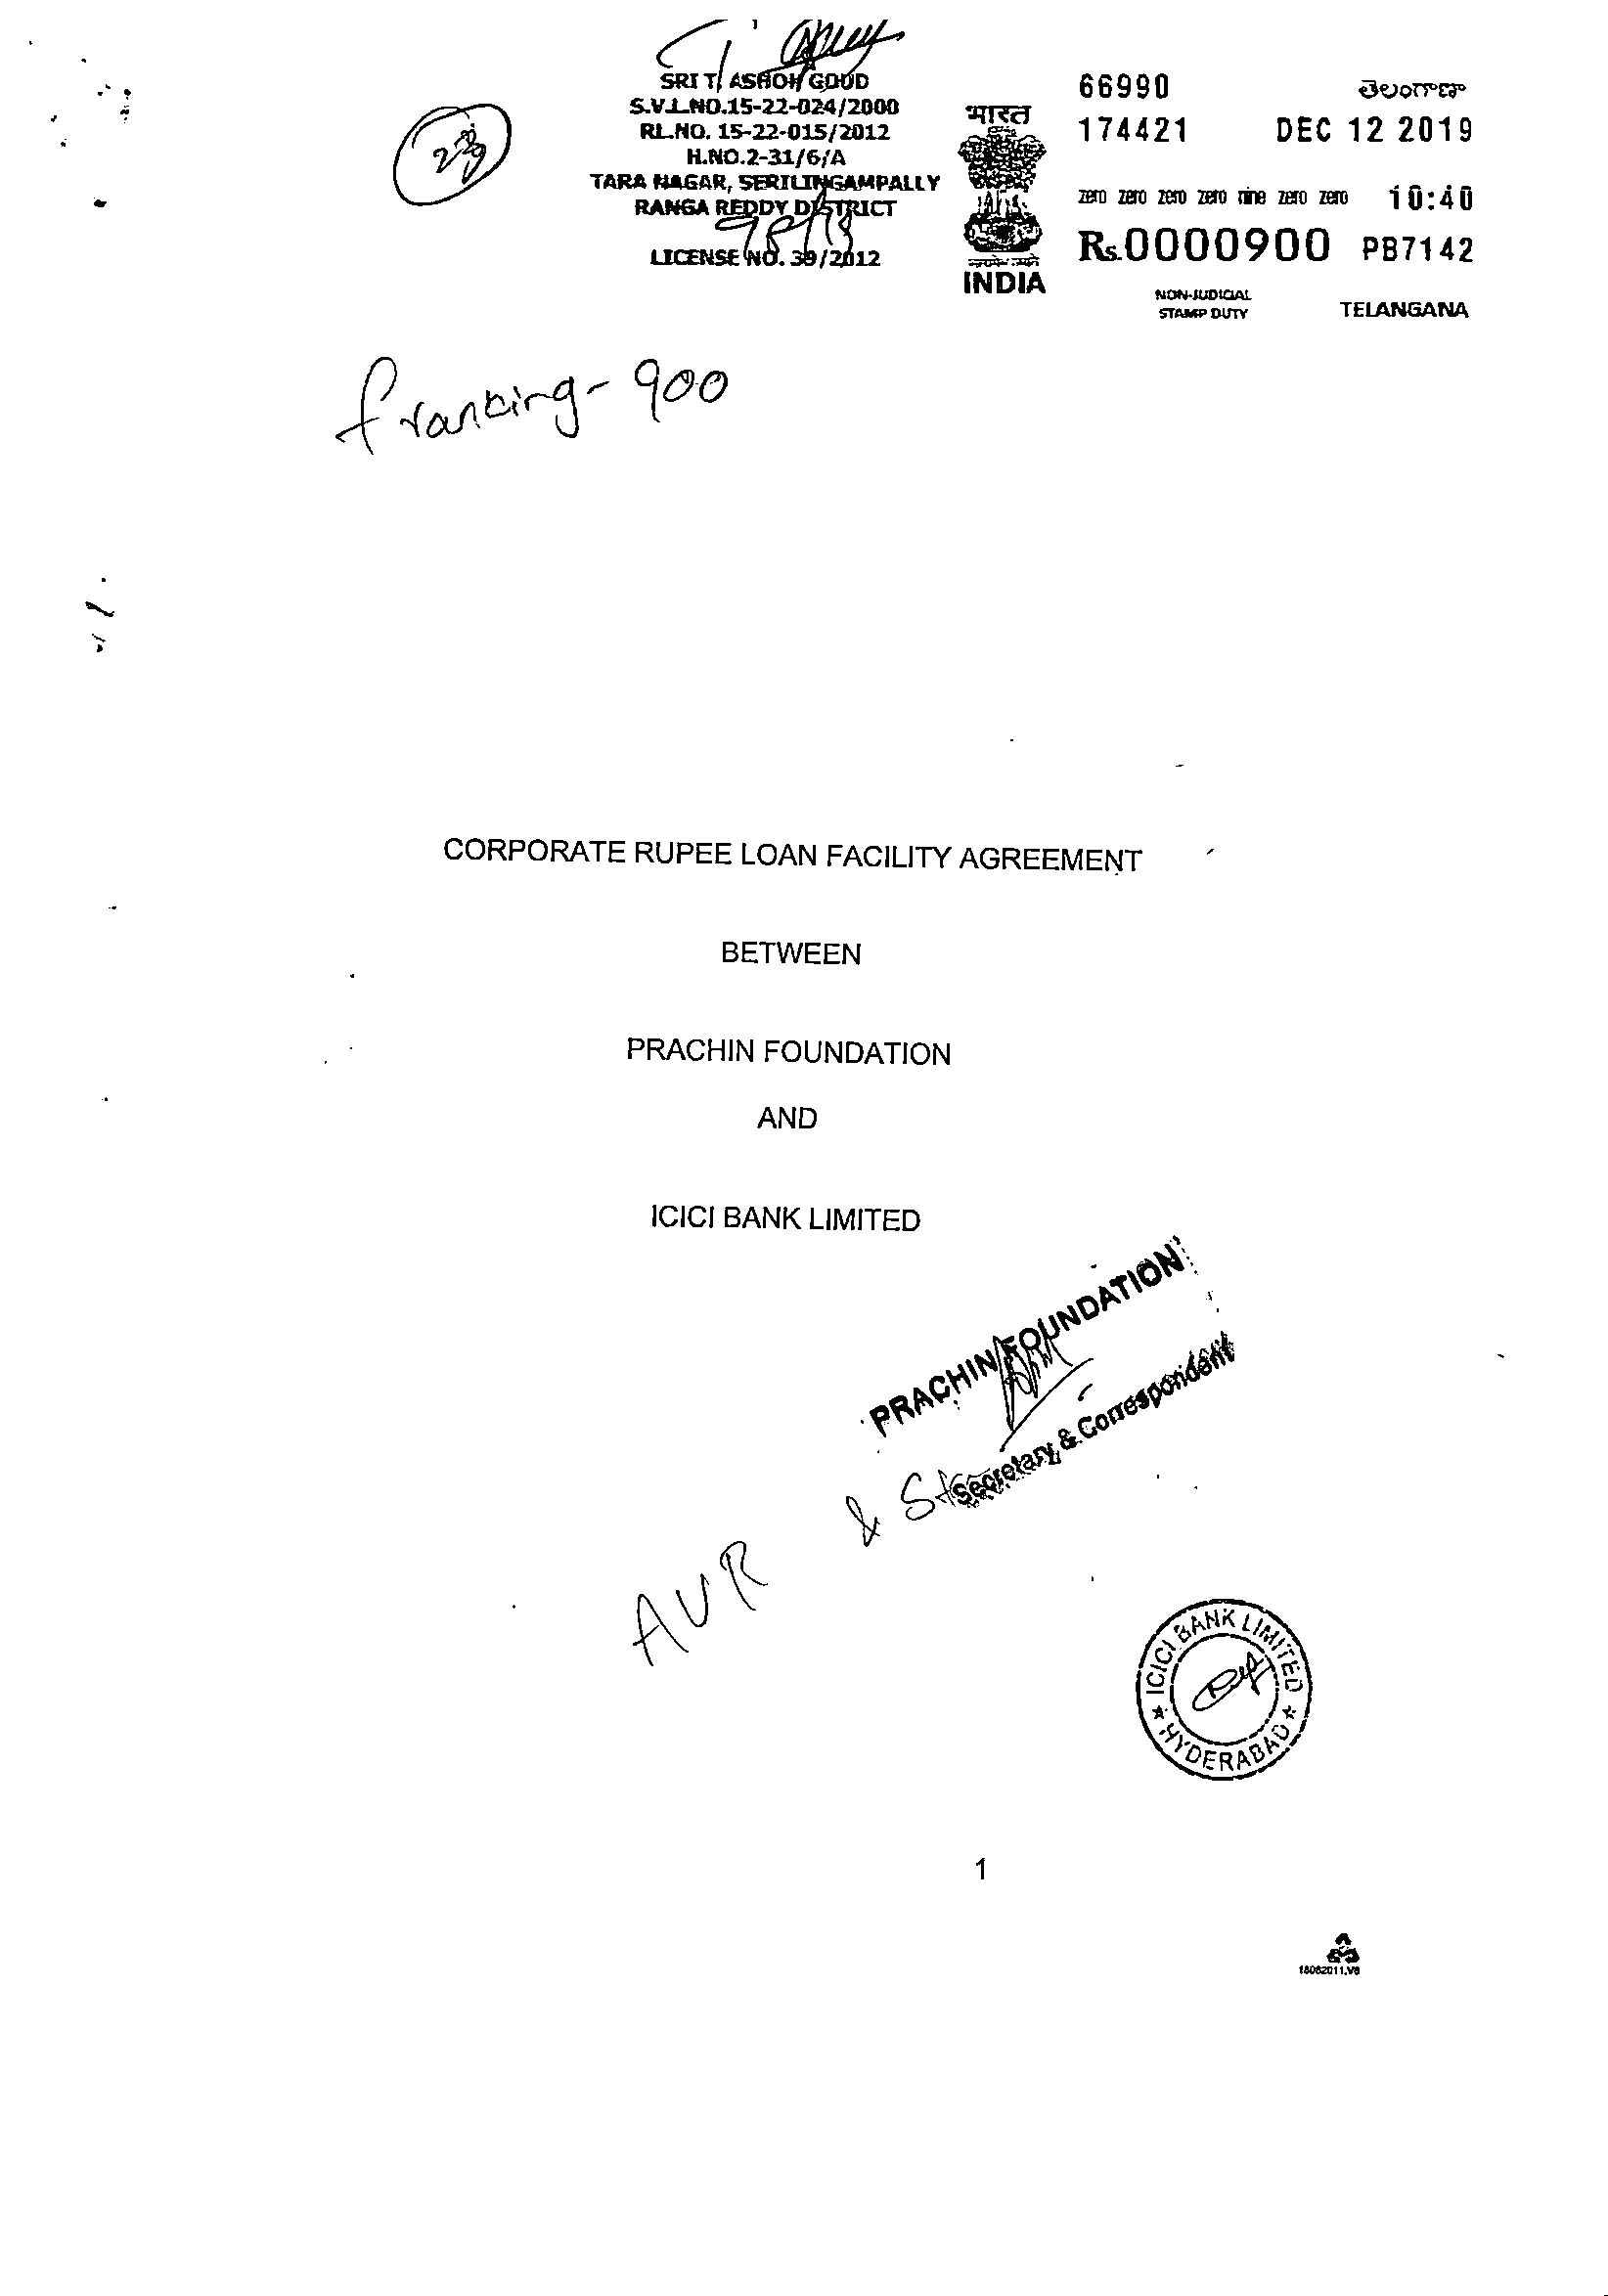 SRI T. ASHOK GOUD
S.V.L.NO.15-22-024/2000
RL.NO. 15-22-015/2012
H.NO.2-31/6/A
TARA NAGAR, SERILINGAMPALLY
RANGA REDDY DISTRICT
LICENSE NO. 39/2012
भारत
INDIA
66990 తెలంగాణా
174421 DEC 12 2019
zero zero zero zero nine zero zero 10:40
Rs.0000900 PB7142
NON-JUDICIAL
STAMP DUTY
TELANGANA
franking - 900
CORPORATE RUPEE LOAN FACILITY AGREEMENT
BETWEEN
PRACHIN FOUNDATION
AND
ICICI BANK LIMITED
PRACHIN FOUNDATION
Secretary & Correspondent
AVR &
ICICI BANK LIMITED
HYDERABAD
1
18082011.V6